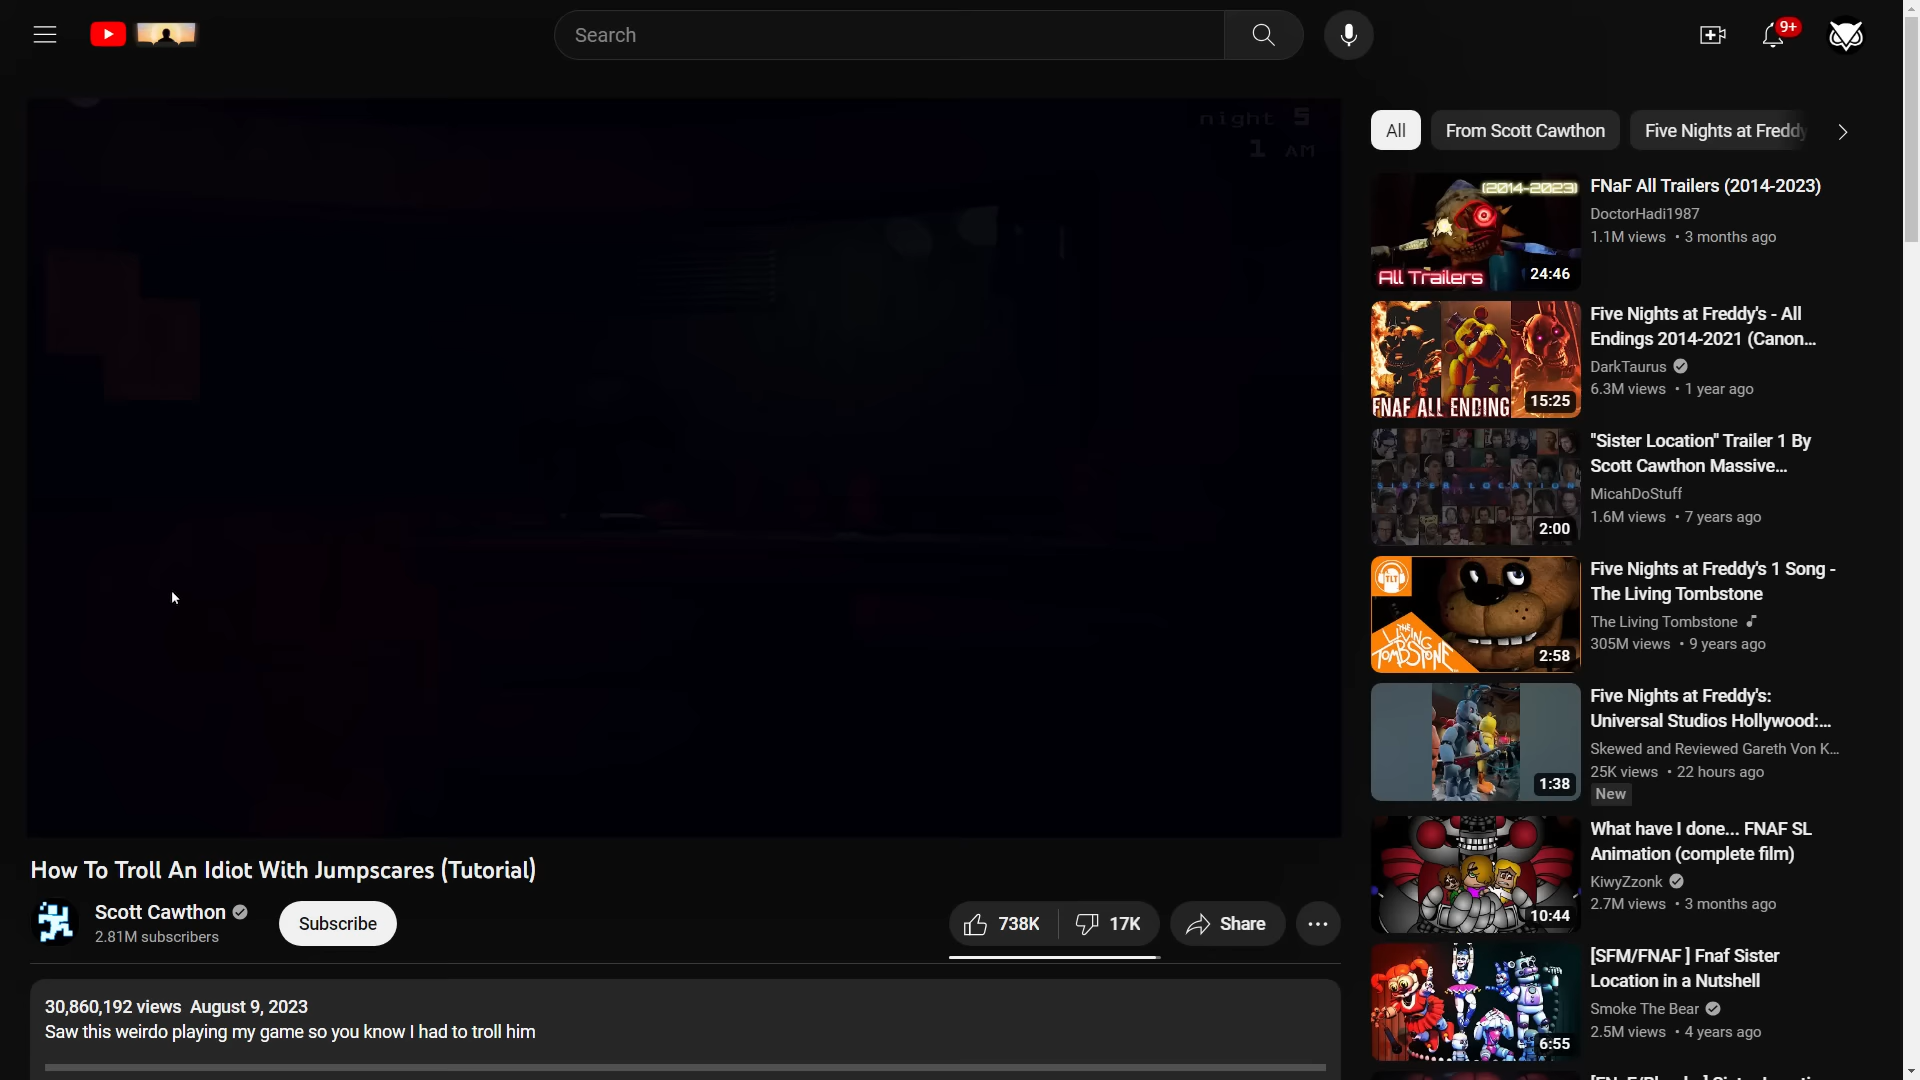 Search
9+
night 5
1 AM
All
From Scott Cawthon
Five Nights at Freddy
(2014-2023)
All Trailers
24:46
FNaF All Trailers (2014-2023)
DoctorHadi1987
1.1M views • 3 months ago
FNAF ALL ENDING
15:25
Five Nights at Freddy's - All
Endings 2014-2021 (Canon...
DarkTaurus
6.3M views • 1 year ago
SISTER LOCATION
2:00
"Sister Location" Trailer 1 By
Scott Cawthon Massive...
MicahDoStuff
1.6M views • 7 years ago
TLT
THE
LIVING
TOMBSTONE
2:58
Five Nights at Freddy's 1 Song -
The Living Tombstone
The Living Tombstone
305M views • 9 years ago
1:38
Five Nights at Freddy's:
Universal Studios Hollywood:...
Skewed and Reviewed Gareth Von K...
25K views • 22 hours ago
New
10:44
What have I done... FNAF SL
Animation (complete film)
KiwyZzonk
2.7M views • 3 months ago
6:55
[SFM/FNAF ] Fnaf Sister
Location in a Nutshell
Smoke The Bear
2.5M views • 4 years ago
How To Troll An Idiot With Jumpscares (Tutorial)
Scott Cawthon
2.81M subscribers
Subscribe
738K
17K
Share
30,860,192 views August 9, 2023
Saw this weirdo playing my game so you know I had to troll him